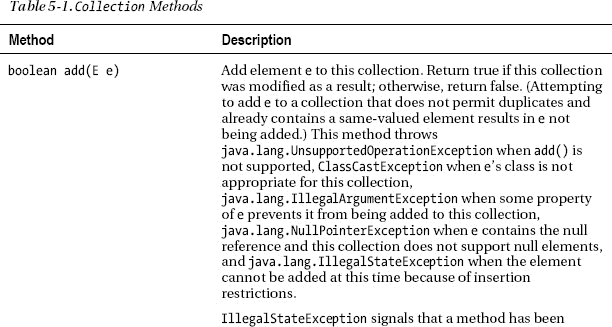 Table 5-1. Collection Methods
Method Description
boolean add(E e) Add element e to this collection. Return true if this collection
was modified as a result; otherwise, return false. (Attempting
to add e to a collection that does not permit duplicates and
already contains a same-valued element results in e not
being added.) This method throws
java.lang.UnsupportedOperationException when add() is
not supported, ClassCastException when e's class is not
appropriate for this collection,
java.lang.IllegalArgumentException when some property
of e prevents it from being added to this collection,
java.lang.NullPointerException when e contains the null
reference and this collection does not support null elements,
and java.lang.IllegalStateException when the element
cannot be added at this time because of insertion
restrictions.
IllegalStateException signals that a method has been